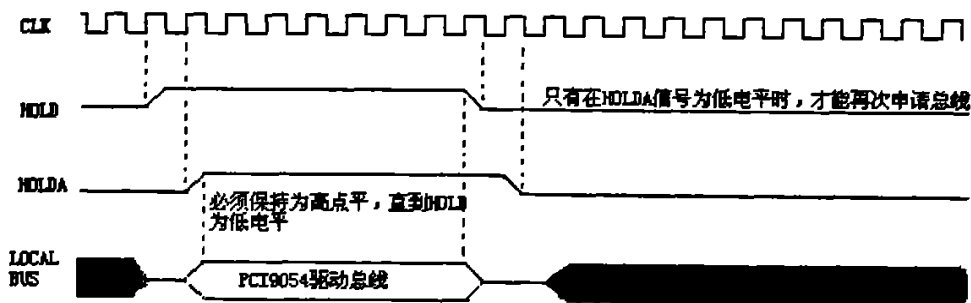 CLK
HOLD
只有在HOLDA信号为低电平时，才能再次申请总线
HOLDA
必须保持为高点平，直到HOLD
为低电平
LOCAL
BUS
PCI9054驱动总线